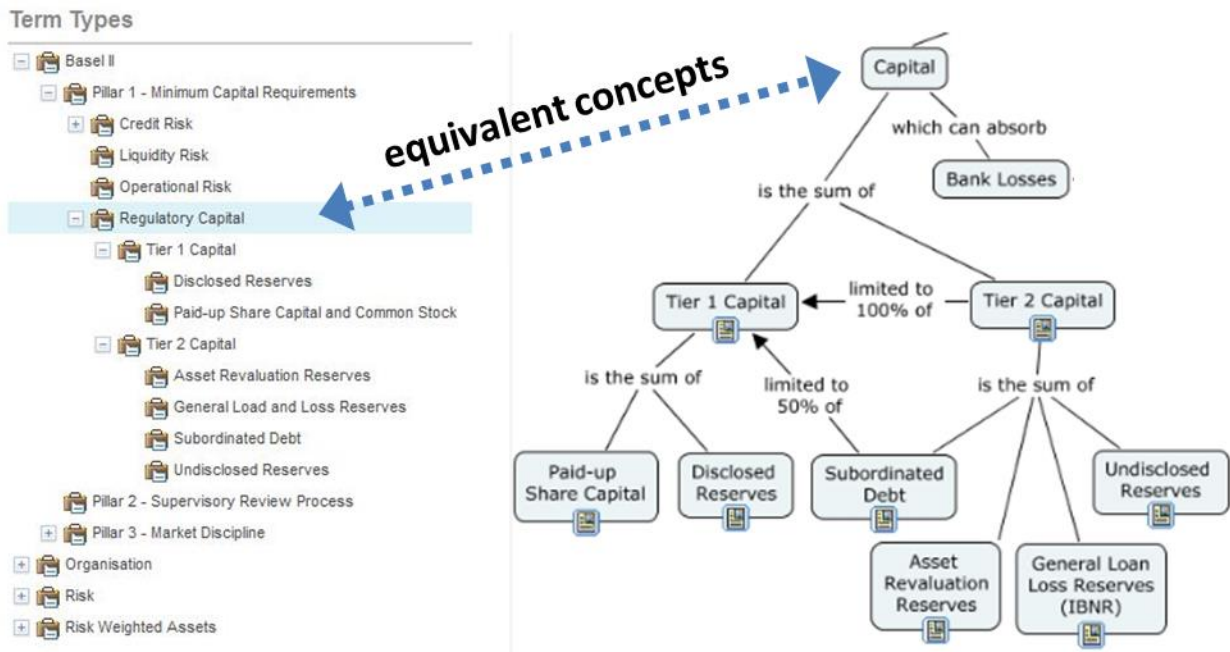 Term Types
Basel II
Pillar 1 - Minimum Capital Requirements
Credit Risk
Liquidity Risk
Operational Risk
Regulatory Capital
Tier 1 Capital
Disclosed Reserves
Paid-up Share Capital and Common Stock
Tier 2 Capital
Asset Revaluation Reserves
General Load and Loss Reserves
Subordinated Debt
Undisclosed Reserves
Pillar 2 - Supervisory Review Process
Pillar 3 - Market Discipline
Organisation
Risk
Risk Weighted Assets
equivalent concepts
Capital
which can absorb
Bank Losses
is the sum of
Tier 1 Capital
limited to
100% of
Tier 2 Capital
is the sum of
limited to
50% of
is the sum of
Paid-up
Share Capital
Disclosed
Reserves
Subordinated
Debt
Undisclosed
Reserves
Asset
Revaluation
Reserves
General Loan
Loss Reserves
(IBNR)